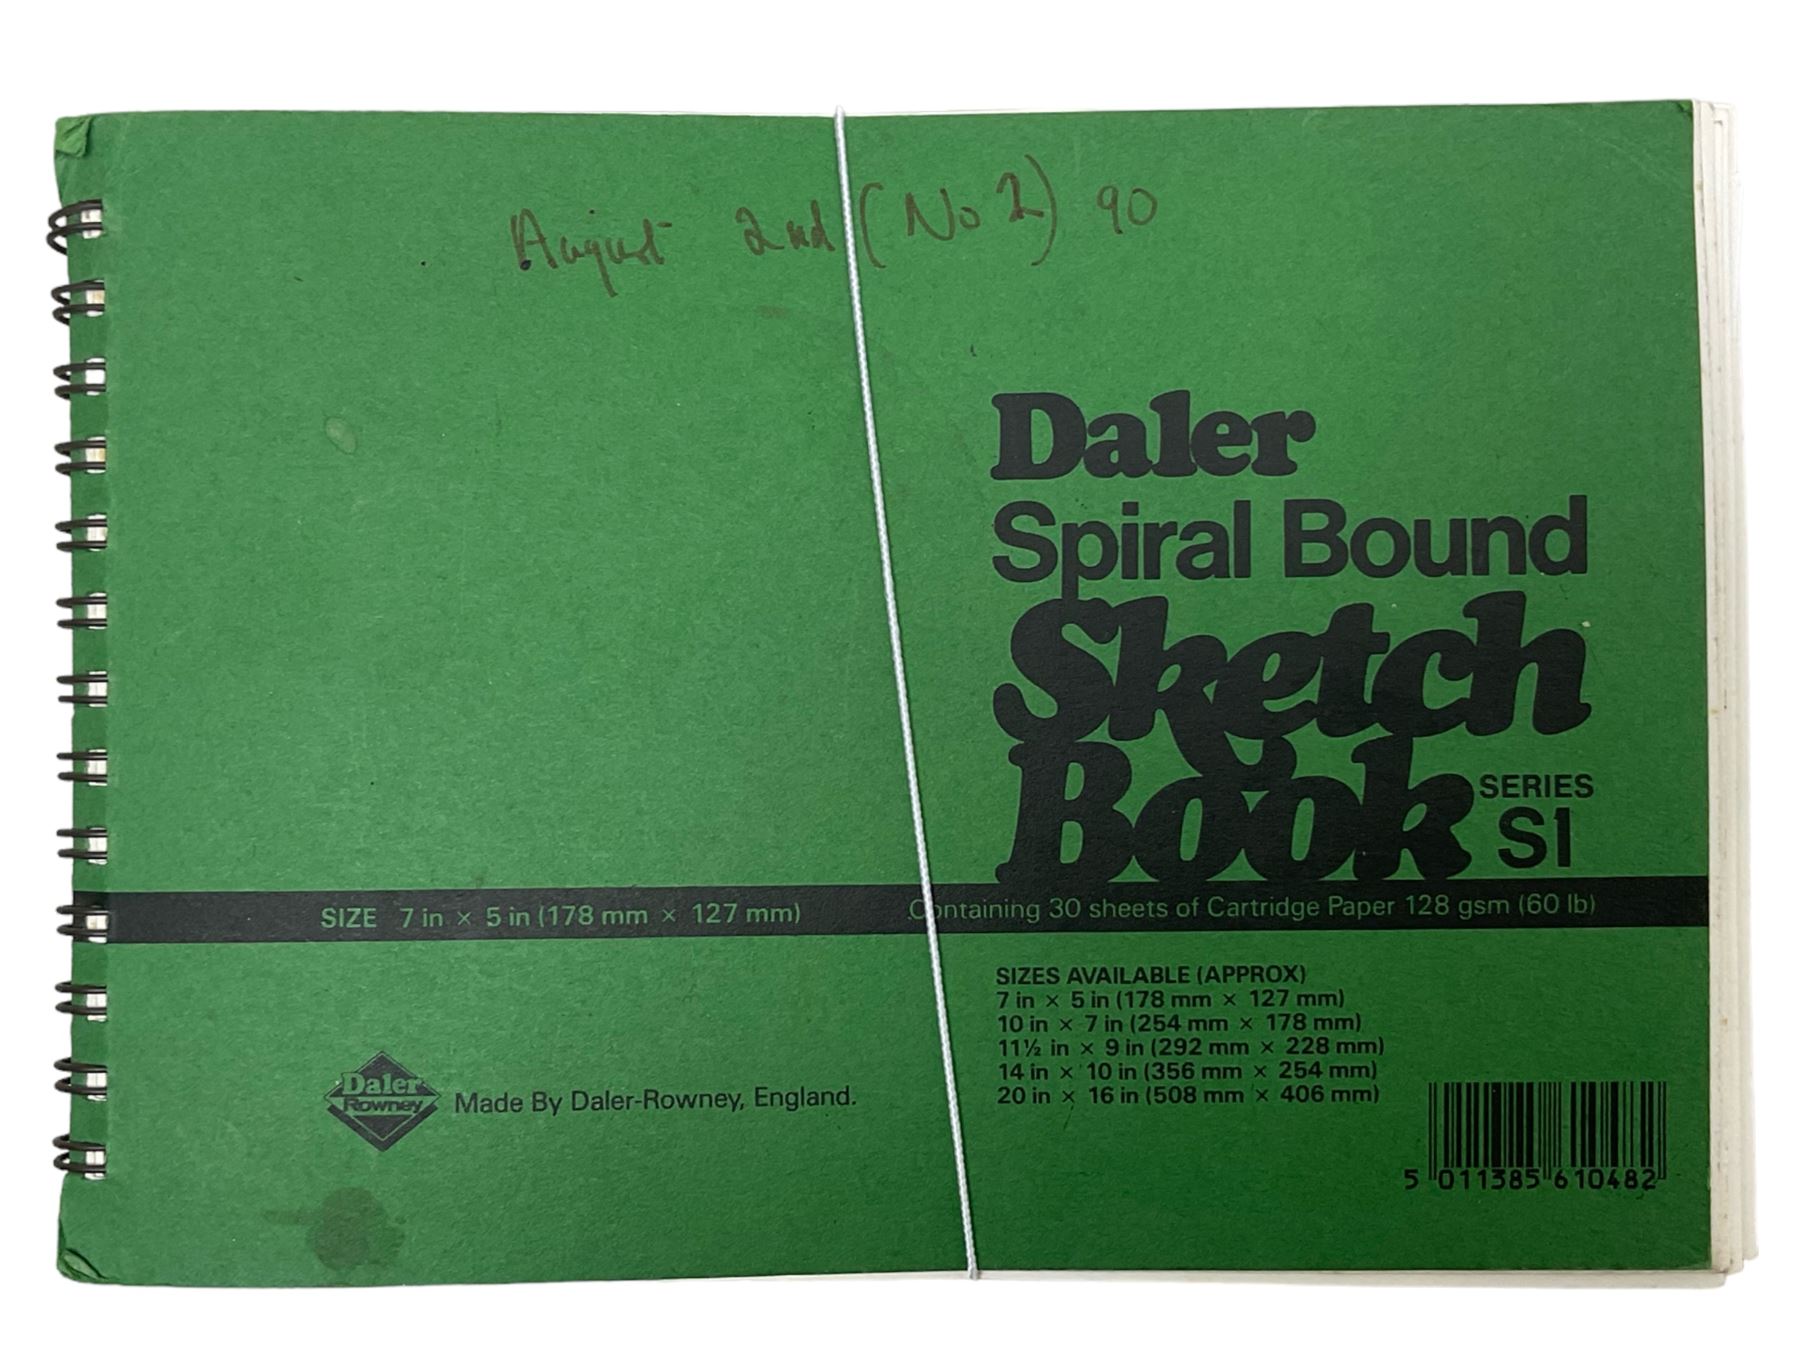 August 2nd (No 2) 90
Daler
Spiral Bound
Sketch
Book SERIES
S1
SIZE 7 in × 5 in (178 mm × 127 mm) Containing 30 sheets of Cartridge Paper 128 gsm (60 lb)
SIZES AVAILABLE (APPROX)
7 in × 5 in (178 mm × 127 mm)
10 in × 7 in (254 mm × 178 mm)
11½ in × 9 in (292 mm × 228 mm)
14 in × 10 in (356 mm × 254 mm)
20 in × 16 in (508 mm × 406 mm)
Daler
Rowney
Made By Daler-Rowney, England.
5 011385 610482